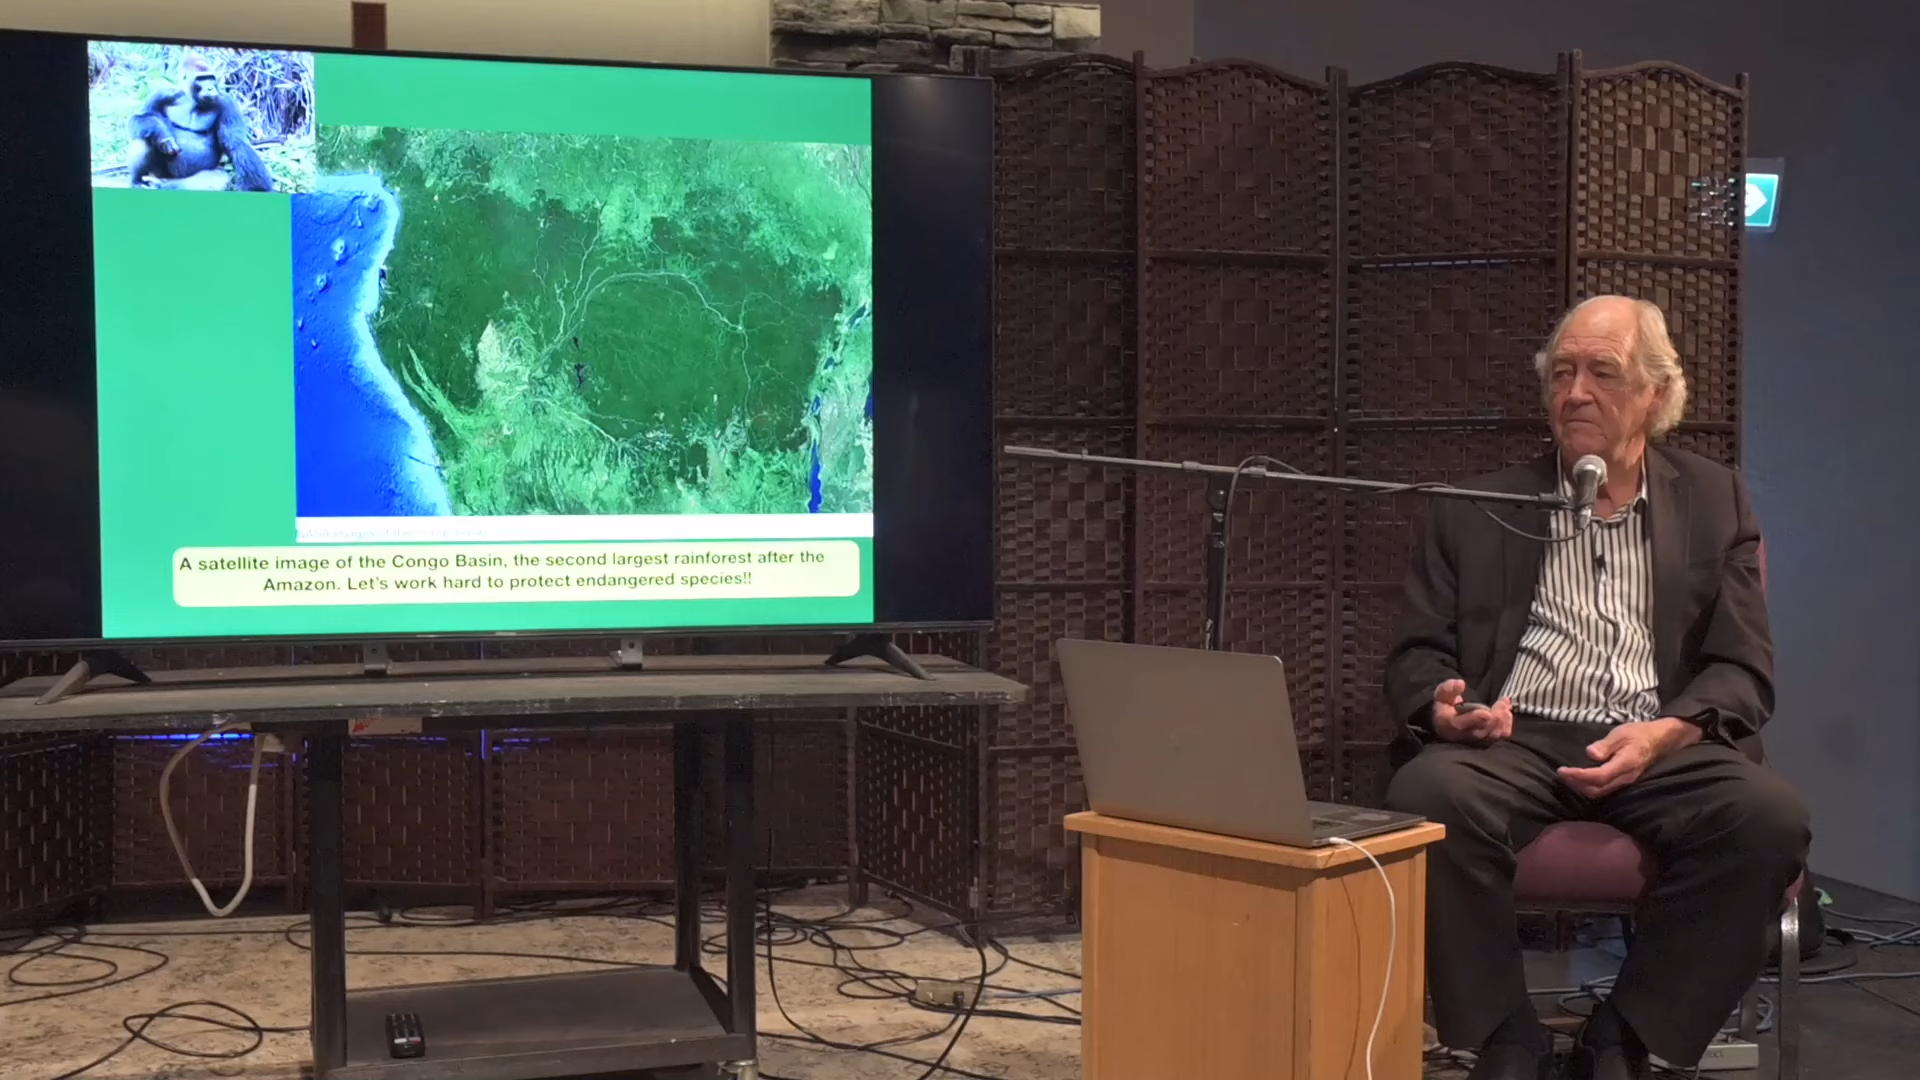 A satellite image of the Congo Basin, the second largest rainforest after the
Amazon. Let's work hard to protect endangered species!!